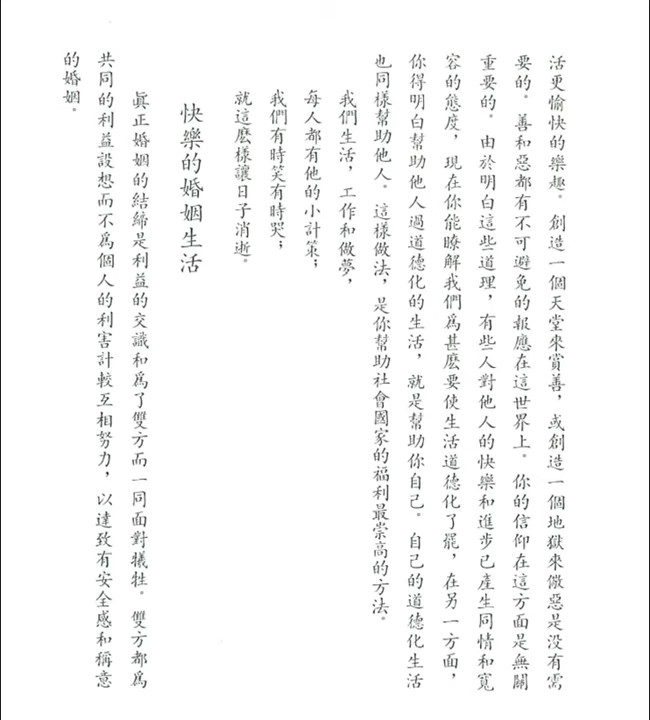 活更愉快的樂趣。創造一個天堂來賞善，或創造一個地獄來儆惡是没有需
要的。善和惡都有不可避免的報應在這世界上。你的信仰在這方面是無關
重要的。由於明白這些道理，有些人對他人的快樂和進步已產生同情和寬
容的態度，現在你能瞭解我們爲甚麽要使生活道德化了罷，在另一方面，
你得明白幫助他人過道德化的生活，就是幫助你自己。自己的道德化生活
也同樣幫助他人。這樣做法，是你幫助社會國家的福利最崇高的方法。
我們生活，工作和做夢，
每人都有他的小計策；
我們有時笑有時哭；
就這麽樣讓日子消逝。
快樂的婚姻生活
眞正婚姻的結締是利益的交識和爲了雙方而一同面對犧牲。雙方都爲
共同的利益設想而不爲個人的利害計較互相努力，以達致有安全感和稱意
的婚姻。